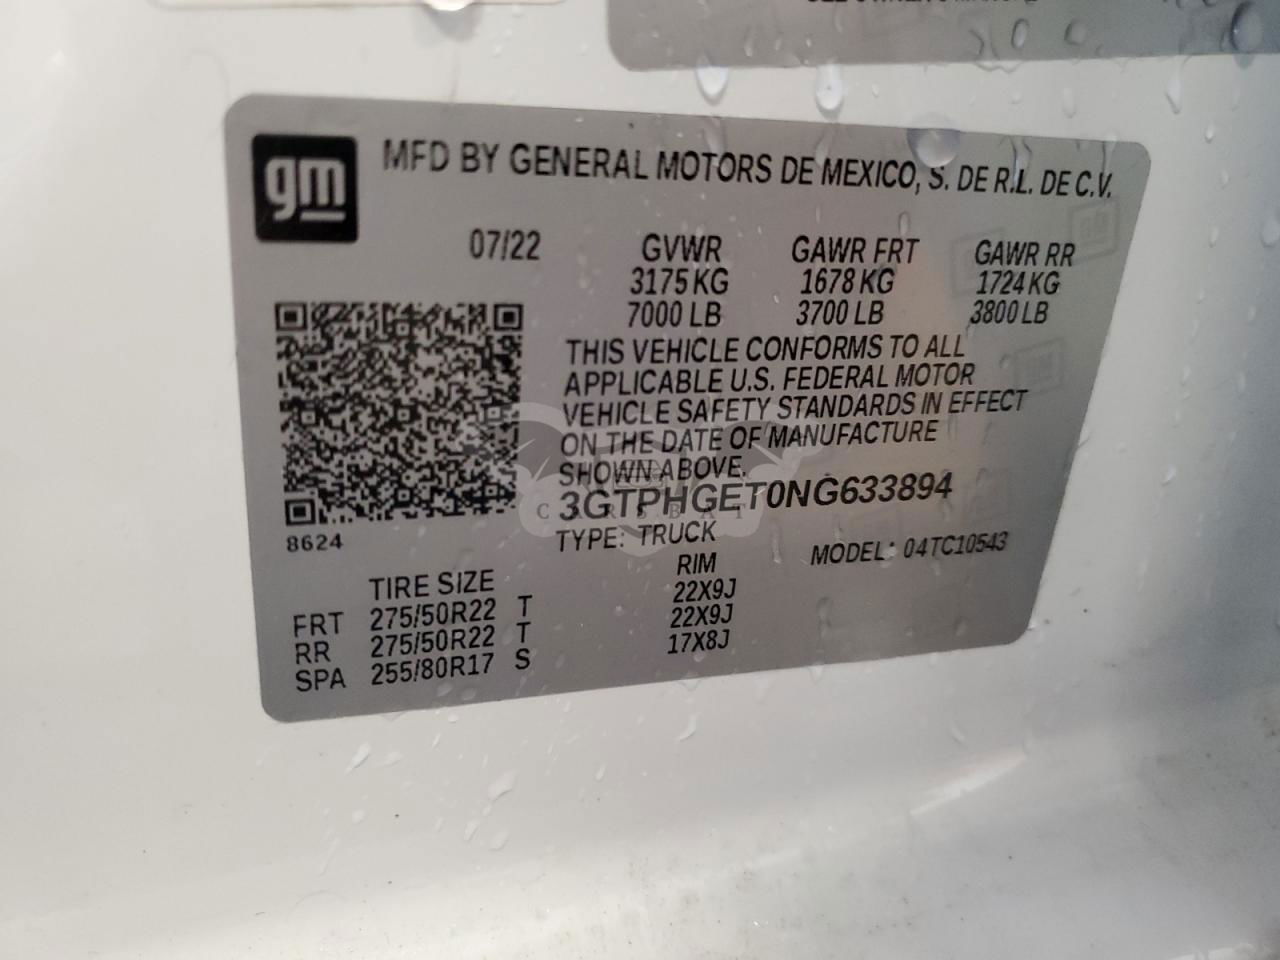 gm
MFD BY GENERAL MOTORS DE MEXICO, S. DE R.L. DE C.V.
07/22 GVWR GAWR FRT GAWR RR
3175 KG 1678 KG 1724 KG
7000 LB 3700 LB 3800 LB
THIS VEHICLE CONFORMS TO ALL
APPLICABLE U.S. FEDERAL MOTOR
VEHICLE SAFETY STANDARDS IN EFFECT
ON THE DATE OF MANUFACTURE
SHOWN ABOVE.
3GTPHGET0NG633894
CARSBAT
8624
TYPE: TRUCK MODEL: 04TC10543
TIRE SIZE RIM
FRT 275/50R22 T 22X9J
RR 275/50R22 T 22X9J
SPA 255/80R17 S 17X8J